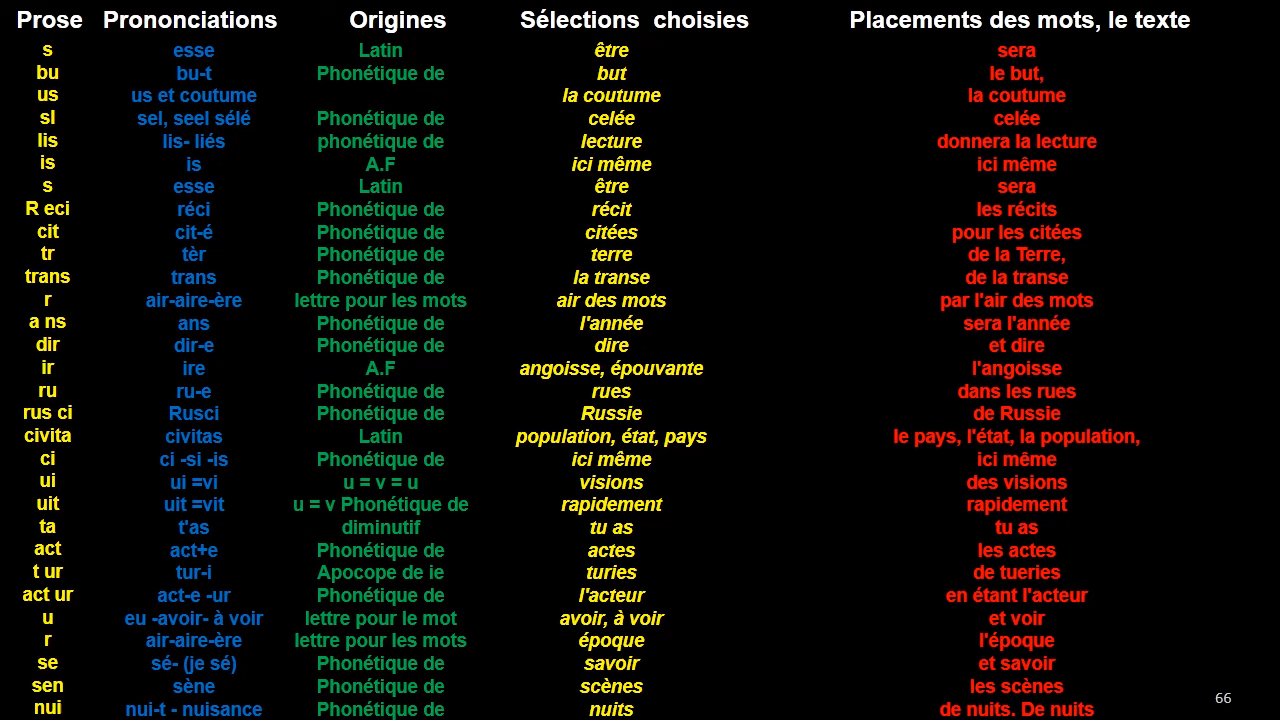 Prose Prononciations Origines Sélections choisies Placements des mots, le texte
s esse Latin être sera
bu bu-t Phonétique de but le but,
us us et coutume la coutume la coutume
sl sel, seel sélé Phonétique de celée celée
lis lis- liés phonétique de lecture donnera la lecture
is is A.F ici même ici même
s esse Latin être sera
R eci réci Phonétique de récit les récits
cit cit-é Phonétique de citées pour les citées
tr tèr Phonétique de terre de la Terre,
trans trans Phonétique de la transe de la transe
r air-aire-ère lettre pour les mots air des mots par l'air des mots
a ns ans Phonétique de l'année sera l'année
dir dir-e Phonétique de dire et dire
ir ire A.F angoisse, épouvante l'angoisse
ru ru-e Phonétique de rues dans les rues
rus ci Rusci Phonétique de Russie de Russie
civita civitas Latin population, état, pays le pays, l'état, la population,
ci ci -si -is Phonétique de ici même ici même
ui ui =vi u = v = u visions des visions
uit uit =vit u = v Phonétique de rapidement rapidement
ta t'as diminutif tu as tu as
act act+e Phonétique de actes les actes
t ur tur-i Apocope de ie turies de tueries
act ur act-e -ur Phonétique de l'acteur en étant l'acteur
u eu -avoir- à voir lettre pour le mot avoir, à voir et voir
r air-aire-ère lettre pour les mots époque l'époque
se sé- (je sé) Phonétique de savoir et savoir
sen sène Phonétique de scènes les scènes
nui nui-t - nuisance Phonétique de nuits de nuits. De nuits
66